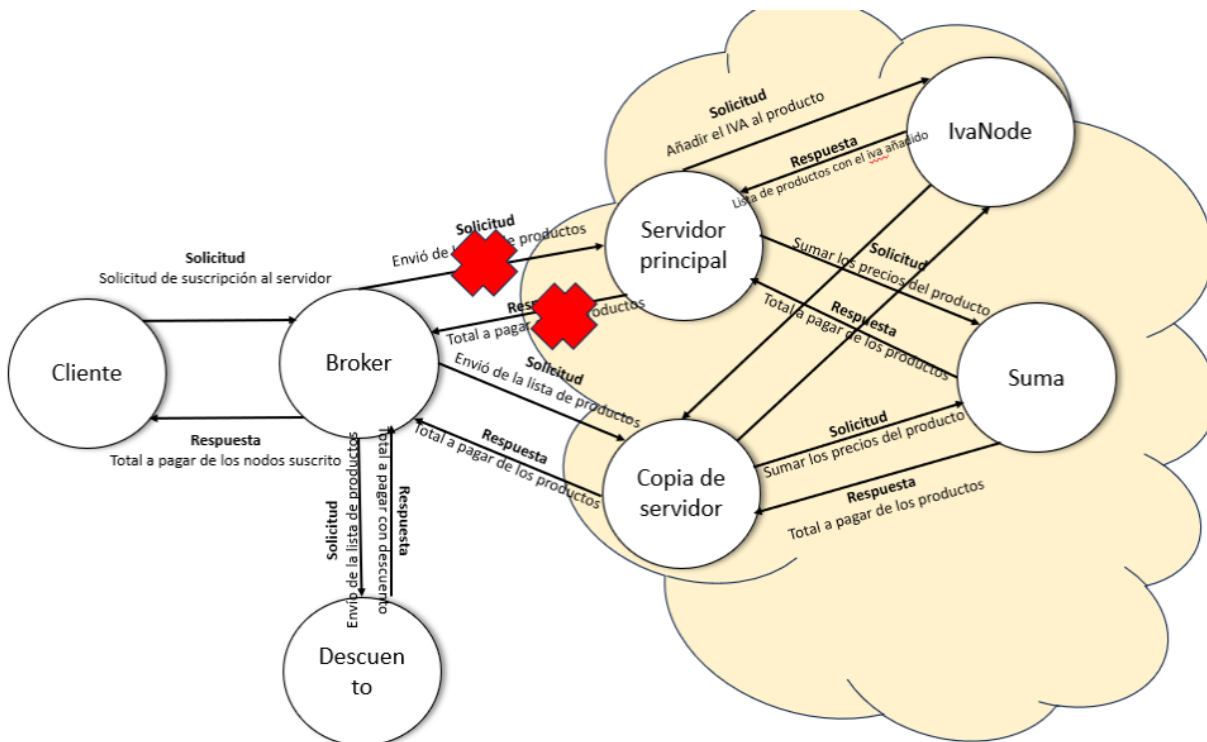 Solicitud
Añadir el IVA al producto
IvaNode
Respuesta
Lista de productos con el iva añadido
Servidor
principal
Solicitud
Envió de de productos
Solicitud
Solicitud de suscripción al servidor
Sumar los precios del producto
Solicitud
Total a pagar productos
Total a pagar de los productos
Respuesta
Cliente
Broker
Suma
Solicitud
Envió de la lista de productos
Respuesta
Total a pagar de los nodos suscrito
Respuesta
Total a pagar de los productos
Copia de
servidor
Solicitud
Sumar los precios del producto
Respuesta
Total a pagar de los productos
Solicitud
Envío de la lista de productos
Total a pagar con descuento
Respuesta
Descuen
to